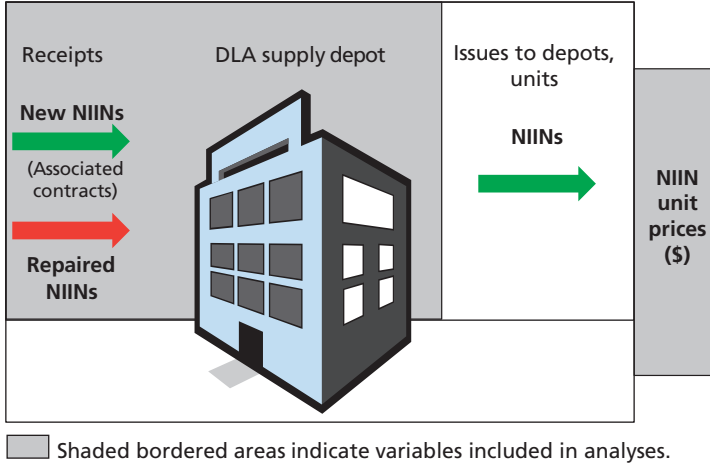 Receipts
DLA supply depot
Issues to depots,
units
New NIINs
(Associated
contracts)
Repaired
NIINs
NIINs
NIIN
unit
prices
($)
Shaded bordered areas indicate variables included in analyses.